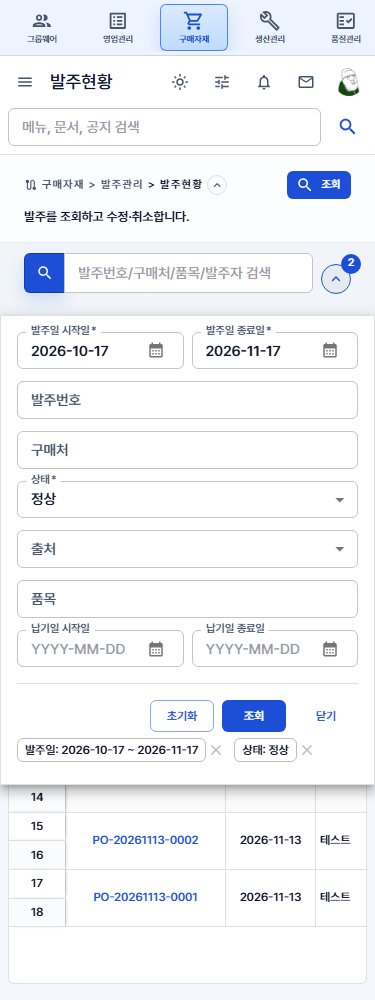 그룹웨어 영업관리 구매자재 생산관리 품질관리
발주현황
메뉴, 문서, 공지 검색
구매자재 > 발주관리 > 발주현황 조회
발주를 조회하고 수정·취소합니다.
발주번호/구매처/품목/발주자 검색 2
발주일 시작일* 발주일 종료일*
2026-10-17 2026-11-17
발주번호
구매처
상태*
정상
출처
품목
납기일 시작일 납기일 종료일
YYYY-MM-DD YYYY-MM-DD
초기화 조회 닫기
발주일: 2026-10-17 ~ 2026-11-17 상태: 정상
14
15
PO-20261113-0002 2026-11-13 테스트
16
17
PO-20261113-0001 2026-11-13 테스트
18